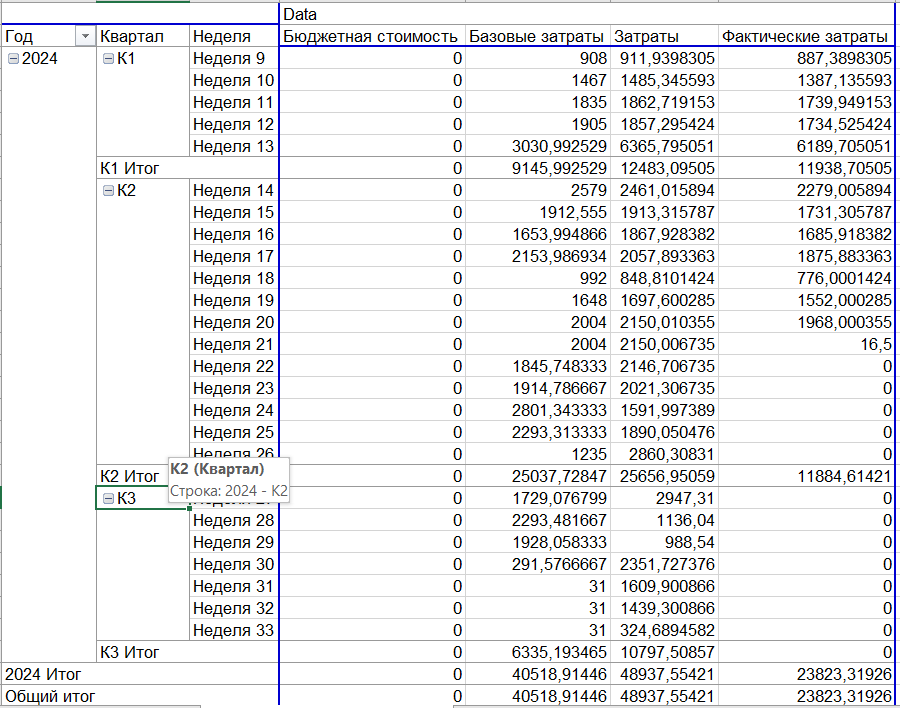 Data
Год Квартал Неделя Бюджетная стоимость Базовые затраты Затраты Фактические затраты
2024 К1 Неделя 9 0 908 911,9398305 887,3898305
Неделя 10 0 1467 1485,345593 1387,135593
Неделя 11 0 1835 1862,719153 1739,949153
Неделя 12 0 1905 1857,295424 1734,525424
Неделя 13 0 3030,992529 6365,795051 6189,705051
К1 Итог 0 9145,992529 12483,09505 11938,70505
К2 Неделя 14 0 2579 2461,015894 2279,005894
Неделя 15 0 1912,555 1913,315787 1731,305787
Неделя 16 0 1653,994866 1867,928382 1685,918382
Неделя 17 0 2153,986934 2057,893363 1875,883363
Неделя 18 0 992 848,8101424 776,0001424
Неделя 19 0 1648 1697,600285 1552,000285
Неделя 20 0 2004 2150,010355 1968,000355
Неделя 21 0 2004 2150,006735 16,5
Неделя 22 0 1845,748333 2146,706735 0
Неделя 23 0 1914,786667 2021,306735 0
Неделя 24 0 2801,343333 1591,997389 0
Неделя 25 0 2293,313333 1890,050476 0
Неделя 26 0 1235 2860,30831 0
К2 Итог 0 25037,72847 25656,95059 11884,61421
К2 (Квартал)
Строка: 2024 - К2
К3 0 1729,076799 2947,31 0
Неделя 28 0 2293,481667 1136,04 0
Неделя 29 0 1928,058333 988,54 0
Неделя 30 0 291,5766667 2351,727376 0
Неделя 31 0 31 1609,900866 0
Неделя 32 0 31 1439,300866 0
Неделя 33 0 31 324,6894582 0
К3 Итог 0 6335,193465 10797,50857 0
2024 Итог 0 40518,91446 48937,55421 23823,31926
Общий итог 0 40518,91446 48937,55421 23823,31926